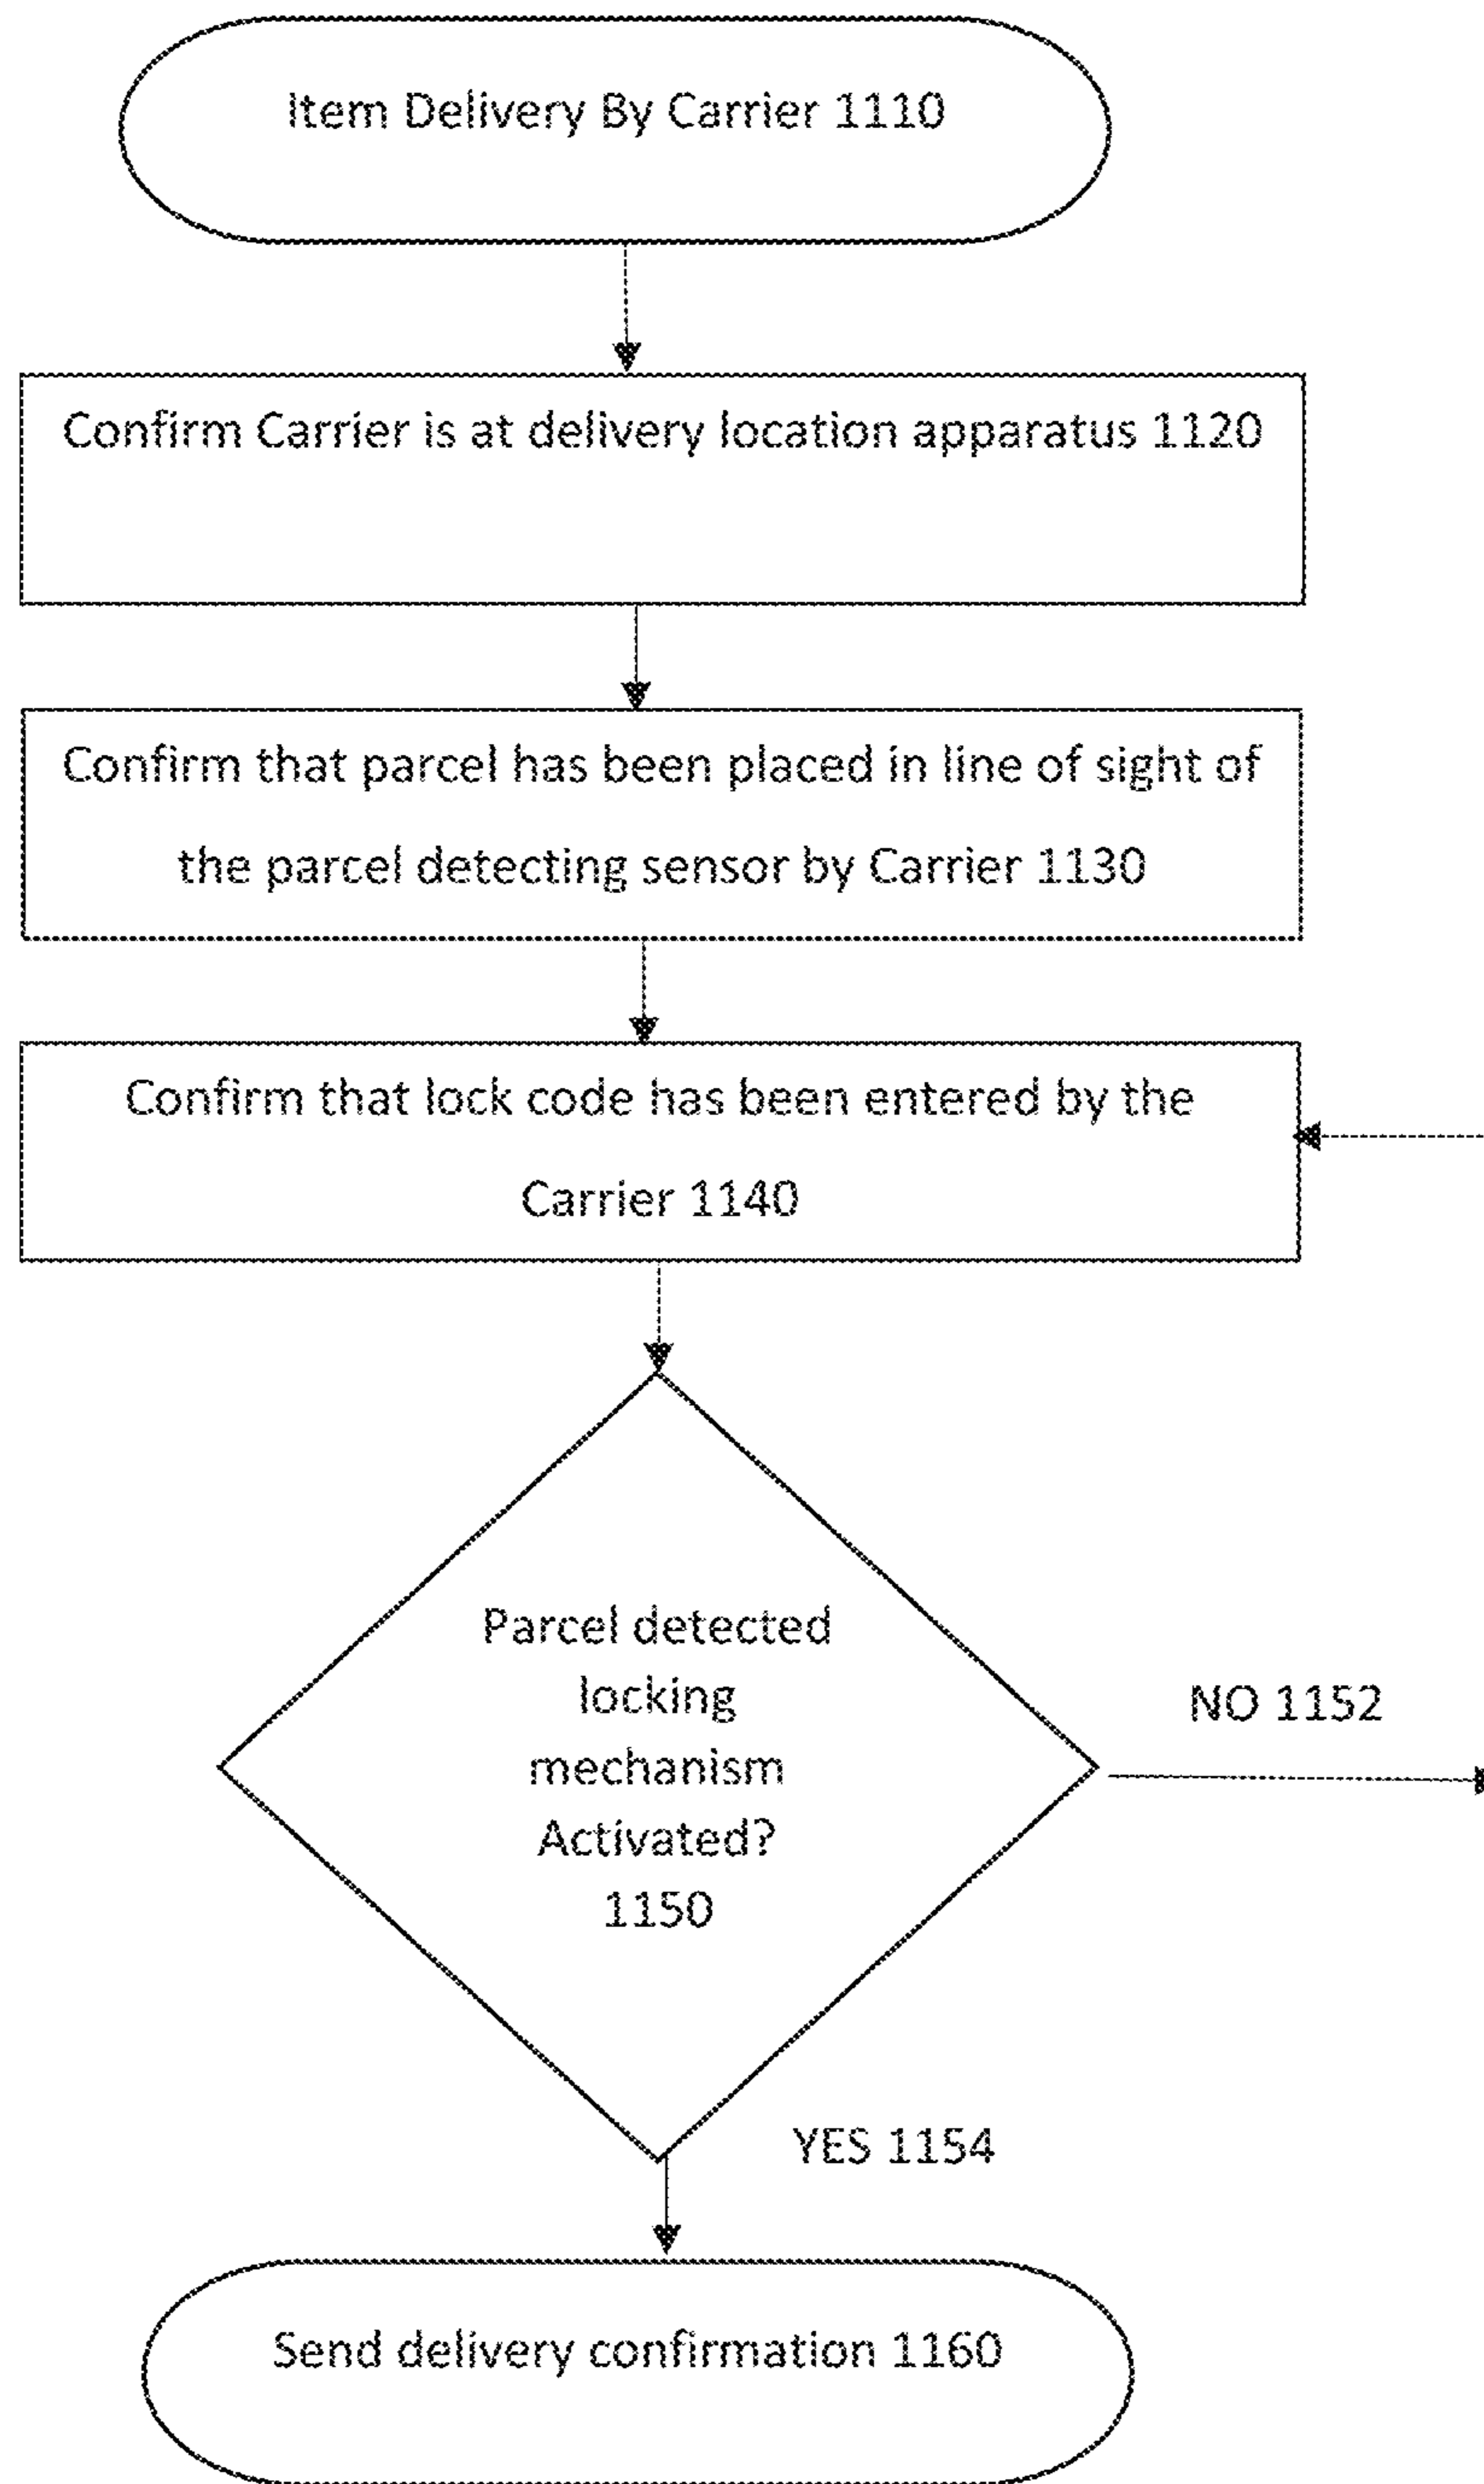 Item Delivery By Carrier 1110
Confirm Carrier is at delivery location apparatus 1120
Confirm that parcel has been placed in line of sight of
the parcel detecting sensor by Carrier 1130
Confirm that lock code has been entered by the
Carrier 1140
Parcel detected
locking
mechanism
Activated?
1150
NO 1152
YES 1154
Send delivery confirmation 1160